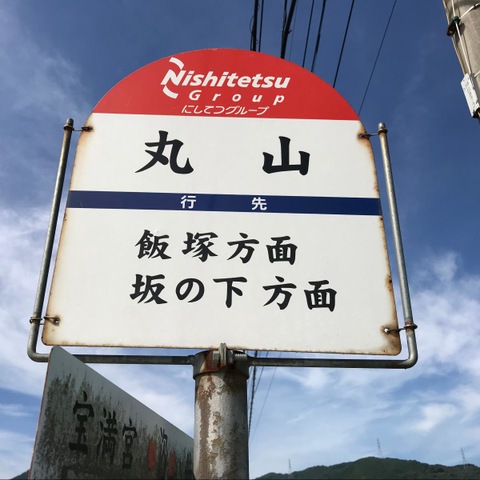 Nishitetsu
Group
にしてつグループ
丸山
行先
飯塚方面
坂の下方面
宝満宮